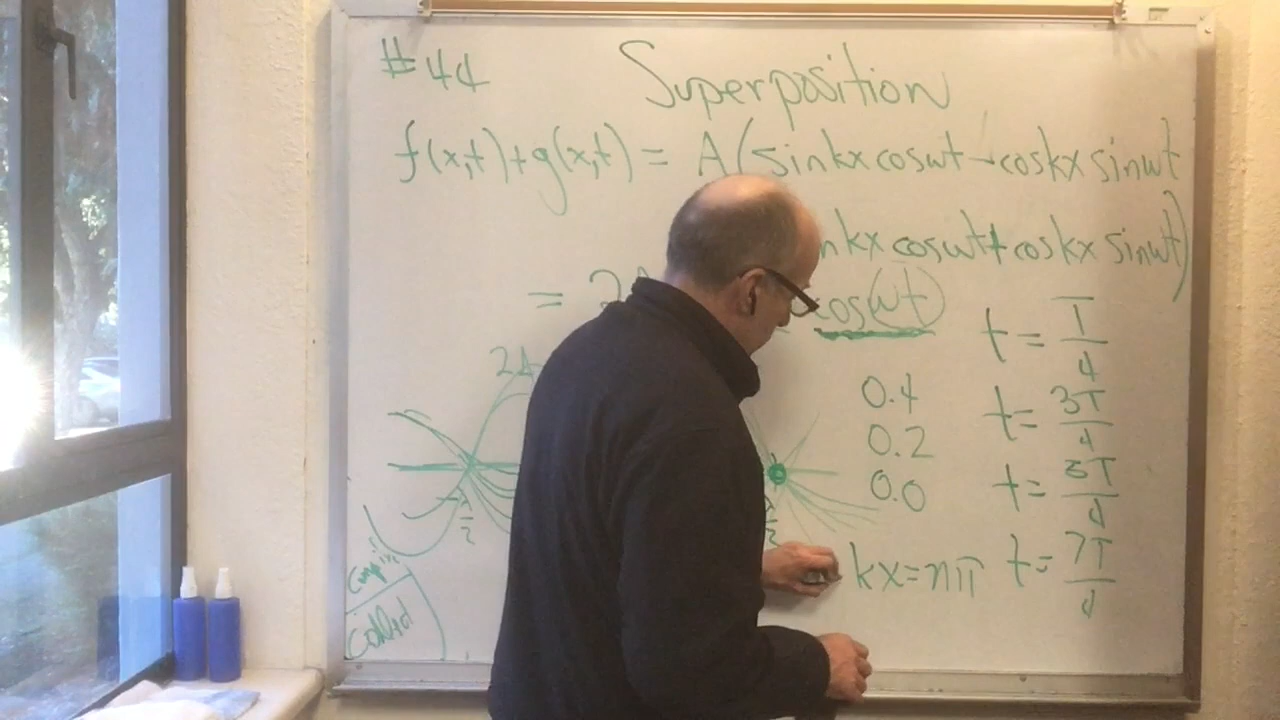 #44
Superposition
f(x,t)+g(x,t) = A(sinkx coswt - coskx sinwt
nkx coswt + coskx sinwt)
= 2A cos(wt)
t = T/4
2A
0.4
t = 3T/4
0.2
t = 5T/4
0.0
-λ/2
kx=nπ
t = 7T/4